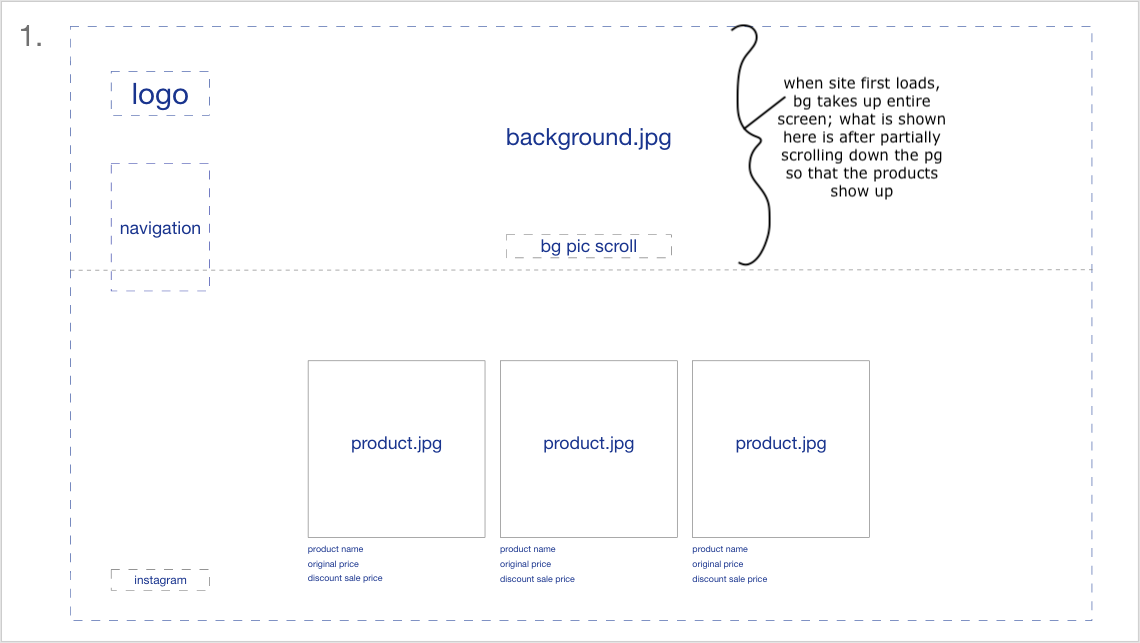 1.
logo
background.jpg
when site first loads,
bg takes up entire
screen; what is shown
here is after partially
scrolling down the pg
so that the products
show up
navigation
bg pic scroll
product.jpg
product.jpg
product.jpg
product name
original price
discount sale price
product name
original price
discount sale price
product name
original price
discount sale price
instagram